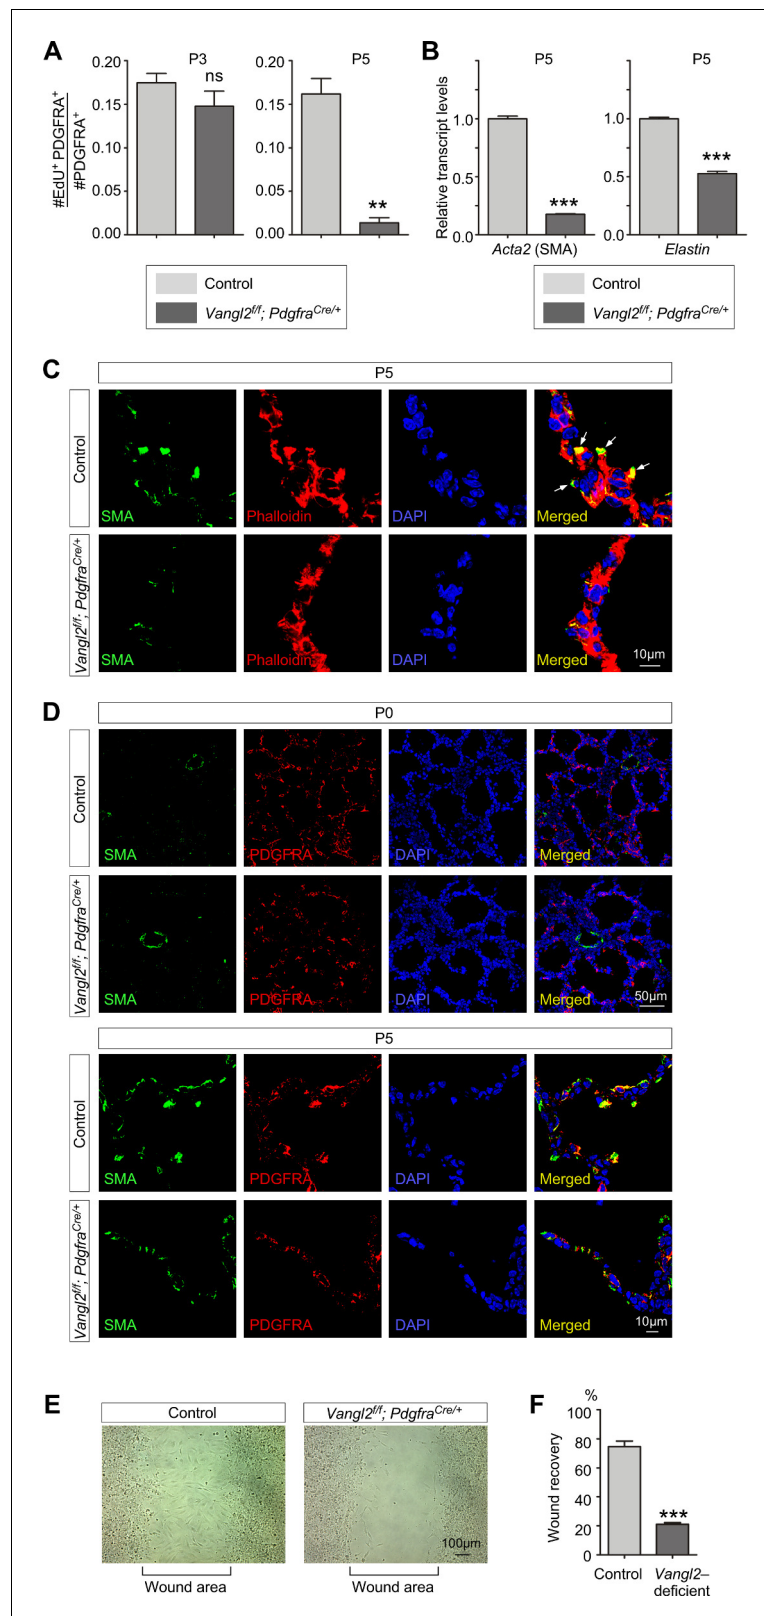 A
P3
P5
#EdU+ PDGFRA+
#PDGFRA+
0.20
0.15
0.10
0.05
0.00
ns
0.20
0.15
0.10
0.05
0.00
**
Control
Vangl2f/f; PdgfraCre/+
B
P5
P5
Relative transcript levels
1.5
1.0
0.5
0
***
Acta2 (SMA)
1.5
1.0
0.5
0.0
***
Elastin
Control
Vangl2f/f; PdgfraCre/+
C
P5
Control
SMA
Phalloidin
DAPI
Merged
Vangl2f/f; PdgfraCre/+
SMA
Phalloidin
DAPI
Merged
10µm
D
P0
Control
SMA
PDGFRA
DAPI
Merged
Vangl2f/f; PdgfraCre/+
SMA
PDGFRA
DAPI
Merged
50µm
P5
Control
SMA
PDGFRA
DAPI
Merged
Vangl2f/f; PdgfraCre/+
SMA
PDGFRA
DAPI
Merged
10µm
E
Control
Vangl2f/f; PdgfraCre/+
100µm
Wound area
Wound area
F
%
Wound recovery
100
80
60
40
20
0
***
Control
Vangl2–
deficient